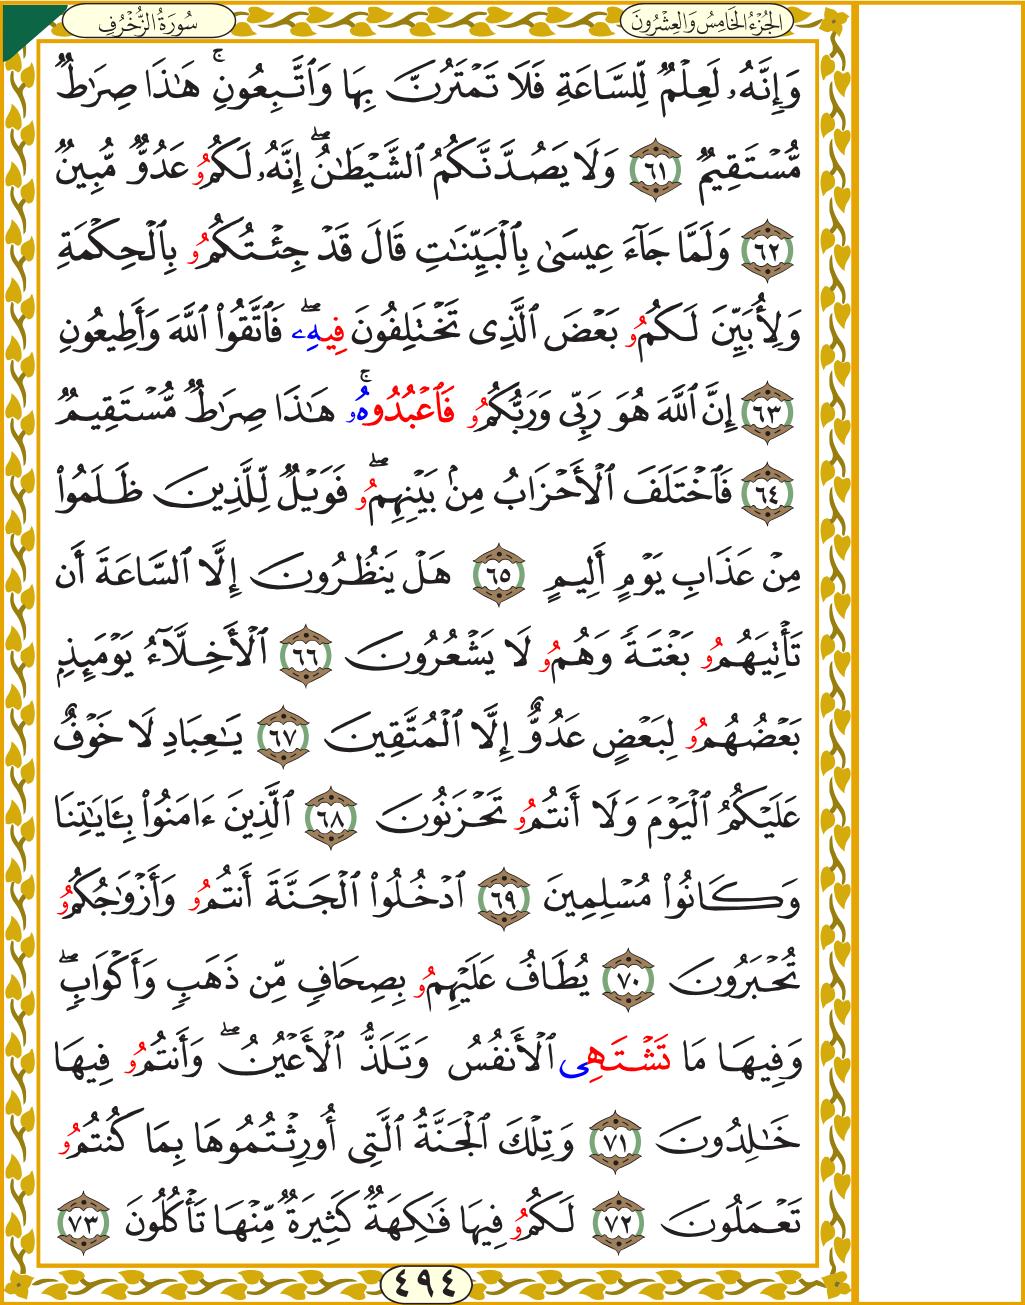 سُورَةُ الزُّخْرُفِ
الجُزْءُ الخَامِسُ وَالعِشْرُونَ
وَإِنَّهُۥ لَعِلۡمٌ لِّلسَّاعَةِ فَلَا تَمۡتَرُنَّ بِهَا وَٱتَّبِعُونِۚ هَٰذَا صِرَٰطٌ
مُّسۡتَقِيمٌ ٦١ وَلَا يَصُدَّنَّكُمُ ٱلشَّيۡطَٰنُۖ إِنَّهُۥ لَكُمُۥ عَدُوٌّ مُّبِينٌ
٦٢ وَلَمَّا جَآءَ عِيسَىٰ بِٱلۡبَيِّنَٰتِ قَالَ قَدۡ جِئۡتُكُمُۥ بِٱلۡحِكۡمَةِ
وَلِأُبَيِّنَ لَكُمُۥ بَعۡضَ ٱلَّذِى تَخۡتَلِفُونَ فِيهِۦۖ فَٱتَّقُوا۟ ٱللَّهَ وَأَطِيعُونِ
٦٣ إِنَّ ٱللَّهَ هُوَ رَبِّى وَرَبُّكُمُۥ فَٱعۡبُدُوهُۥۚ هَٰذَا صِرَٰطٌ مُّسۡتَقِيمٌ
٦٤ فَٱخۡتَلَفَ ٱلۡأَحۡزَابُ مِنۢ بَيۡنِهِمُۥۖ فَوَيۡلٌ لِّلَّذِينَ ظَلَمُوا۟
مِنۡ عَذَابِ يَوۡمٍ أَلِيمٍ ٦٥ هَلۡ يَنظُرُونَ إِلَّا ٱلسَّاعَةَ أَن
تَأۡتِيَهُمُۥ بَغۡتَةً وَهُمُۥ لَا يَشۡعُرُونَ ٦٦ ٱلۡأَخِلَّآءُ يَوۡمَئِذِۭ
بَعۡضُهُمُۥ لِبَعۡضٍ عَدُوٌّ إِلَّا ٱلۡمُتَّقِينَ ٦٧ يَٰعِبَادِ لَا خَوۡفٌ
عَلَيۡكُمُ ٱلۡيَوۡمَ وَلَا أَنتُمُۥ تَحۡزَنُونَ ٦٨ ٱلَّذِينَ ءَامَنُوا۟ بِـَٔايَٰتِنَا
وَكَانُوا۟ مُسۡلِمِينَ ٦٩ ٱدۡخُلُوا۟ ٱلۡجَنَّةَ أَنتُمُۥ وَأَزۡوَٰجُكُمُۥ
تُحۡبَرُونَ ٧٠ يُطَافُ عَلَيۡهِمُۥ بِصِحَافٍ مِّن ذَهَبٍ وَأَكۡوَابٍۖ
وَفِيهَا مَا تَشۡتَهِى ٱلۡأَنفُسُ وَتَلَذُّ ٱلۡأَعۡيُنُۖ وَأَنتُمُۥ فِيهَا
خَٰلِدُونَ ٧١ وَتِلۡكَ ٱلۡجَنَّةُ ٱلَّتِى أُورِثۡتُمُوهَا بِمَا كُنتُمُۥ
تَعۡمَلُونَ ٧٢ لَكُمُۥ فِيهَا فَٰكِهَةٌ كَثِيرَةٌ مِّنۡهَا تَأۡكُلُونَ ٧٣
٤٩٤